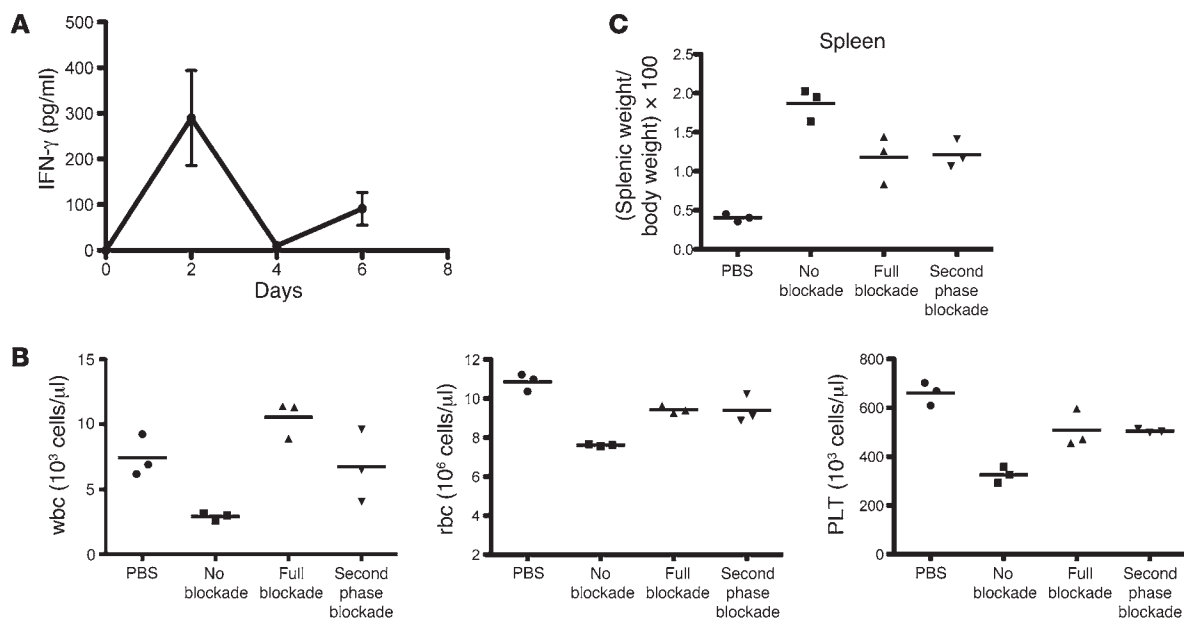 A
IFN-γ (pg/ml)
500
400
300
200
100
0
0 2 4 6 8
Days
C
Spleen
(Splenic weight/
body weight) × 100
2.5
2.0
1.5
1.0
0.5
0.0
PBS No Full Second
blockade blockade phase
blockade
B
wbc (10³ cells/μl)
15
10
5
0
PBS No Full Second
blockade blockade phase
blockade
rbc (10⁶ cells/μl)
12
10
8
6
4
2
PBS No Full Second
blockade blockade phase
blockade
PLT (10³ cells/μl)
800
600
400
200
0
PBS No Full Second
blockade blockade phase
blockade